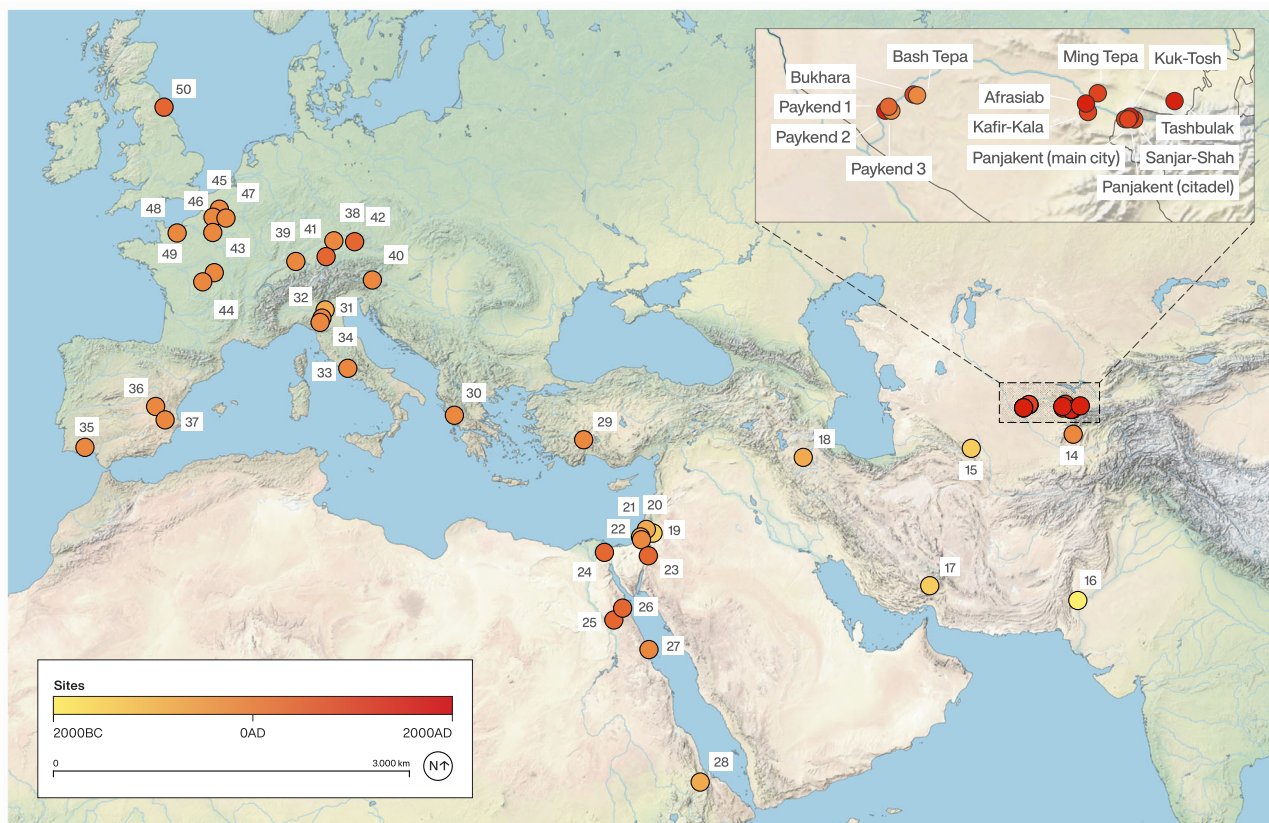 50
Bash Tepa
Ming Tepa
Kuk-Tosh
Bukhara
Afrasiab
Paykend 1
Kafir-Kala
Tashbulak
Paykend 2
Panjakent (main city)
Sanjar-Shah
Paykend 3
Panjakent (citadel)
45
46
47
48
49
43
44
39
41
38
42
40
32
31
34
33
36
37
35
30
29
18
15
14
21
20
22
19
24
23
17
16
25
26
27
28
Sites
2000BC
0AD
2000AD
0
3.000 km
N↑